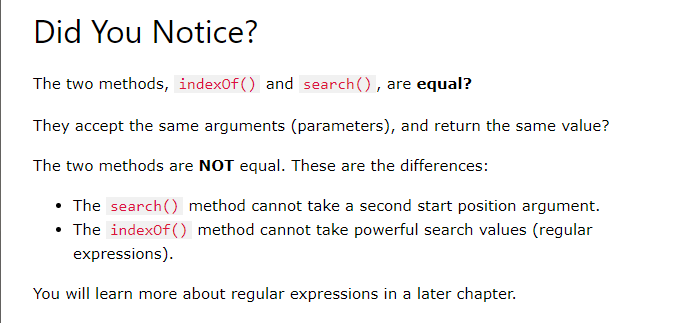 Did You Notice?
The two methods, indexOf() and search(), are equal?
They accept the same arguments (parameters), and return the same value?
The two methods are NOT equal. These are the differences:
• The search() method cannot take a second start position argument.
• The indexOf() method cannot take powerful search values (regular
expressions).
You will learn more about regular expressions in a later chapter.